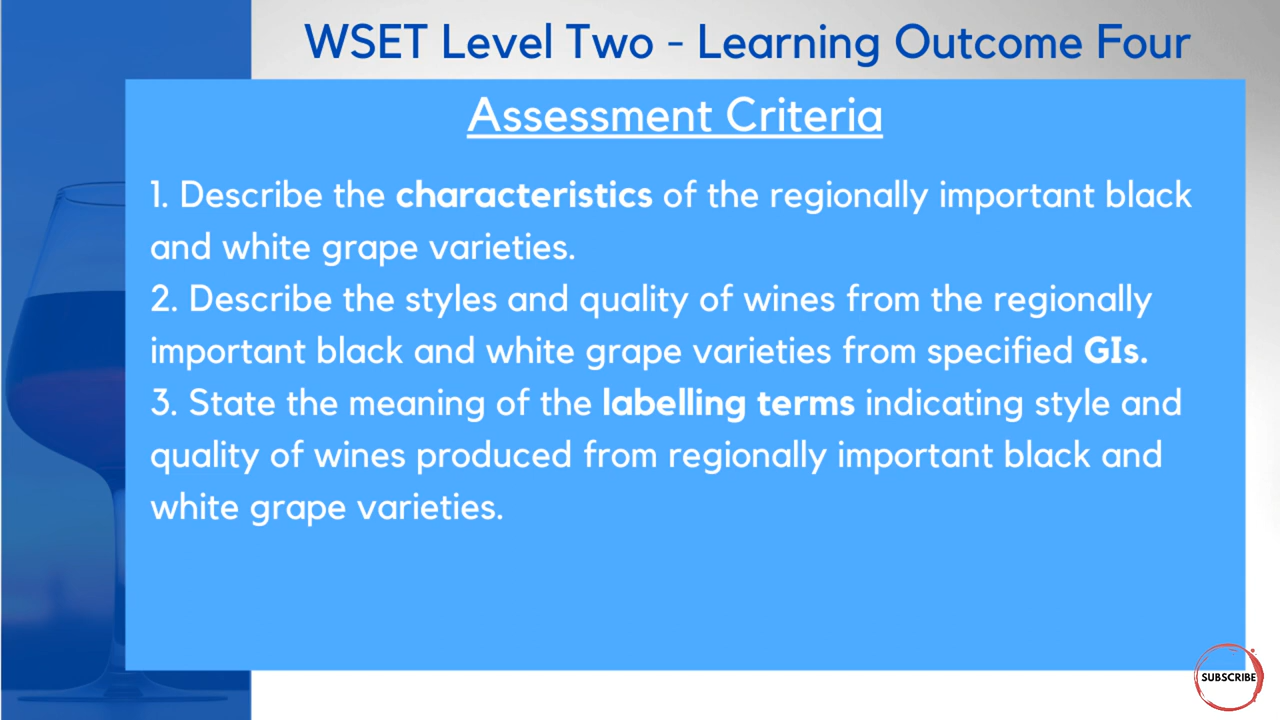 WSET Level Two - Learning Outcome Four
Assessment Criteria
1. Describe the characteristics of the regionally important black
and white grape varieties.
2. Describe the styles and quality of wines from the regionally
important black and white grape varieties from specified GIs.
3. State the meaning of the labelling terms indicating style and
quality of wines produced from regionally important black and
white grape varieties.
SUBSCRIBE